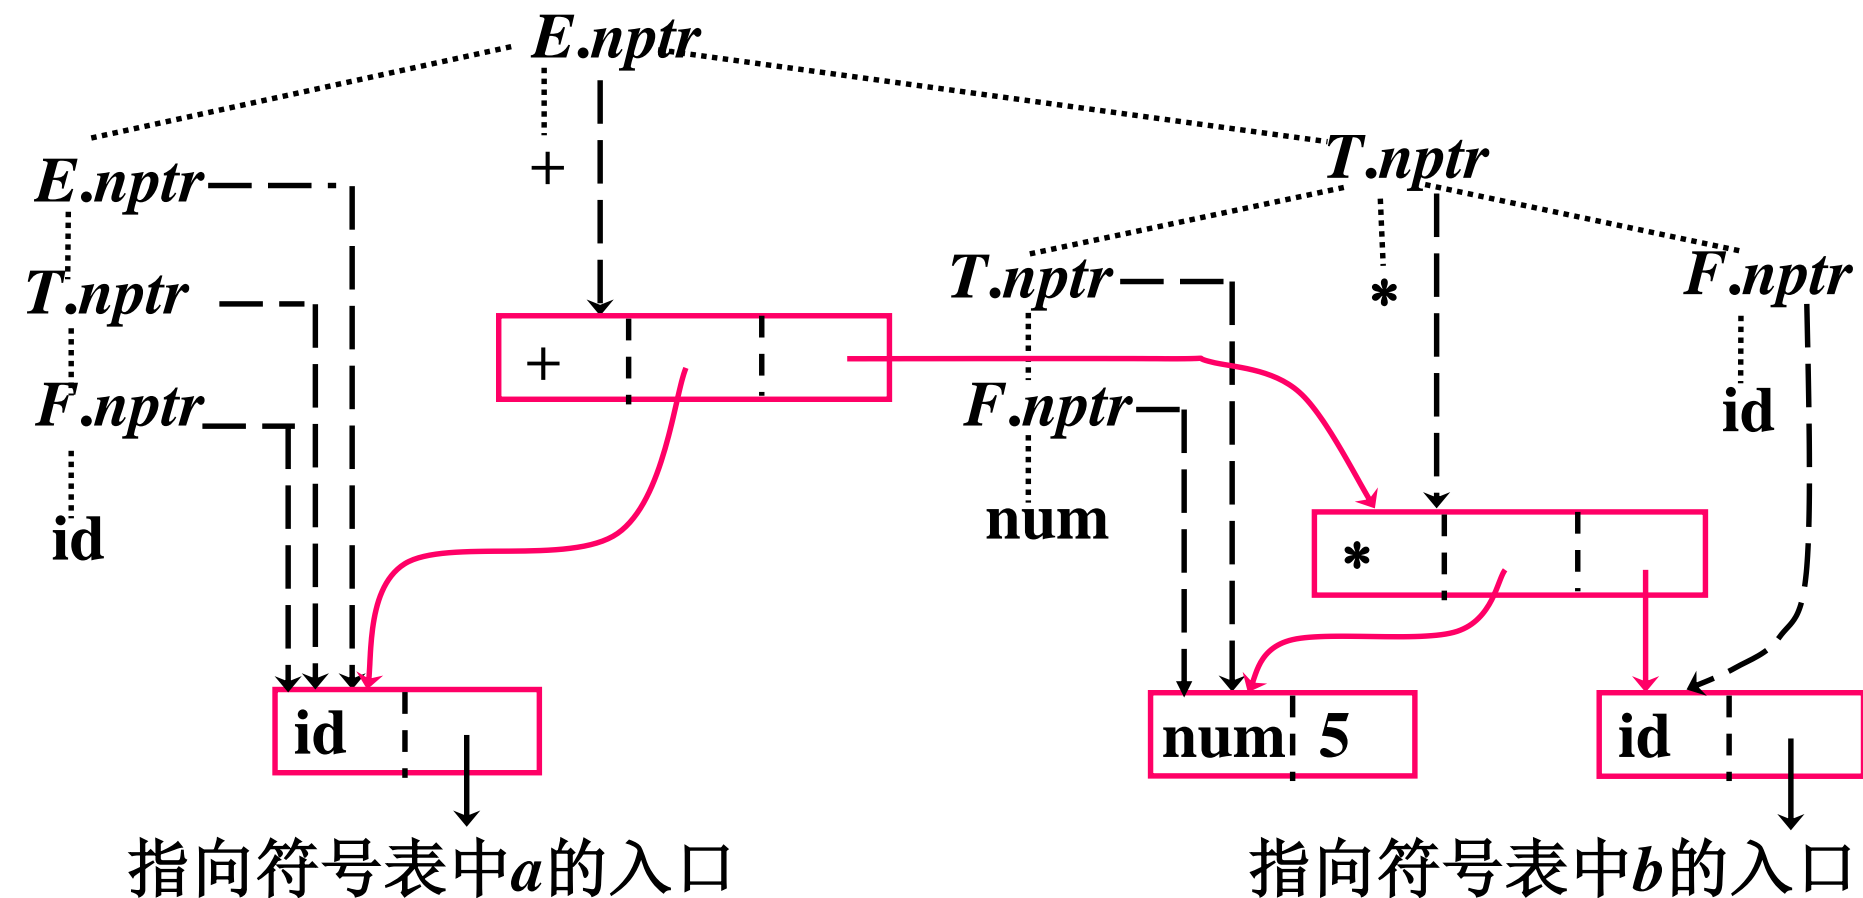 E.nptr
+
T.nptr
E.nptr
T.nptr
*
F.nptr
T.nptr
+
F.nptr
F.nptr
id
id
num
*
id
num 5
id
指向符号表中a的入口
指向符号表中b的入口